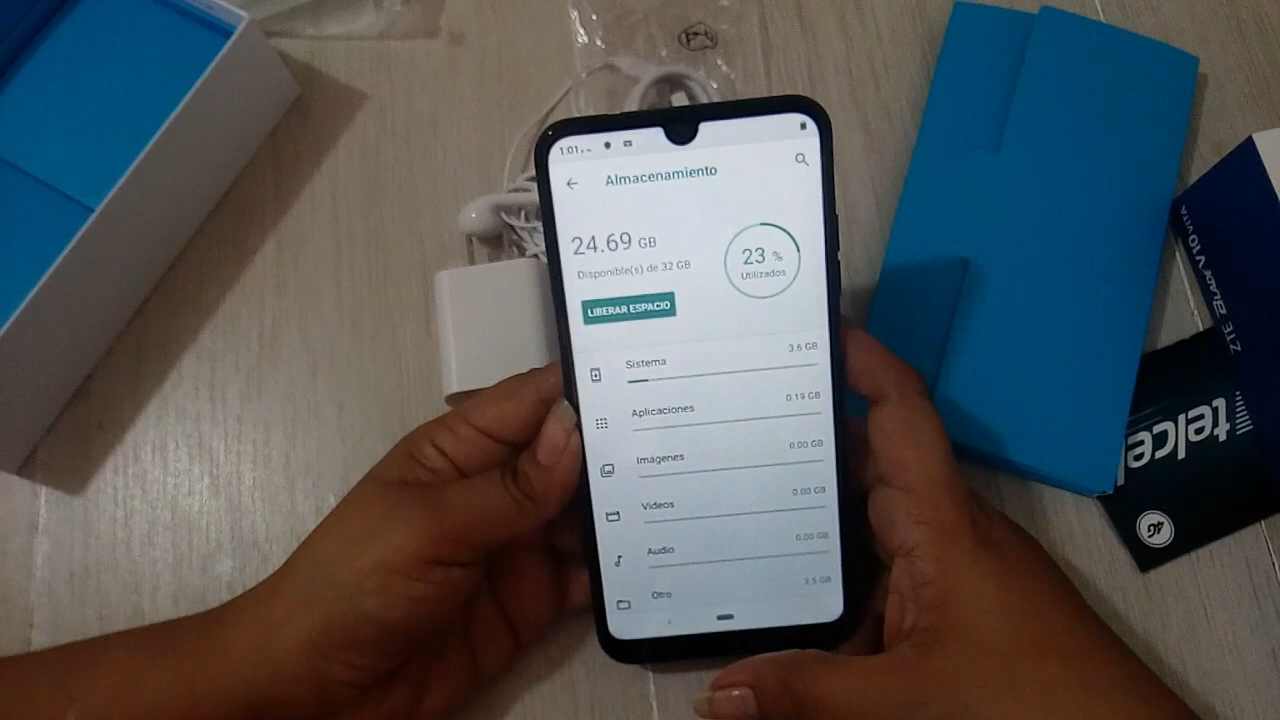 1:01
Almacenamiento
24.69 GB
Disponible(s) de 32 GB
23 %
Utilizados
LIBERAR ESPACIO
Sistema 3.6 GB
Aplicaciones 0.19 GB
Imágenes 0.00 GB
Videos 0.00 GB
Audio 0.00 GB
Otro 3.5 GB
ZTE BLADE V10 VITA
telcel
4G